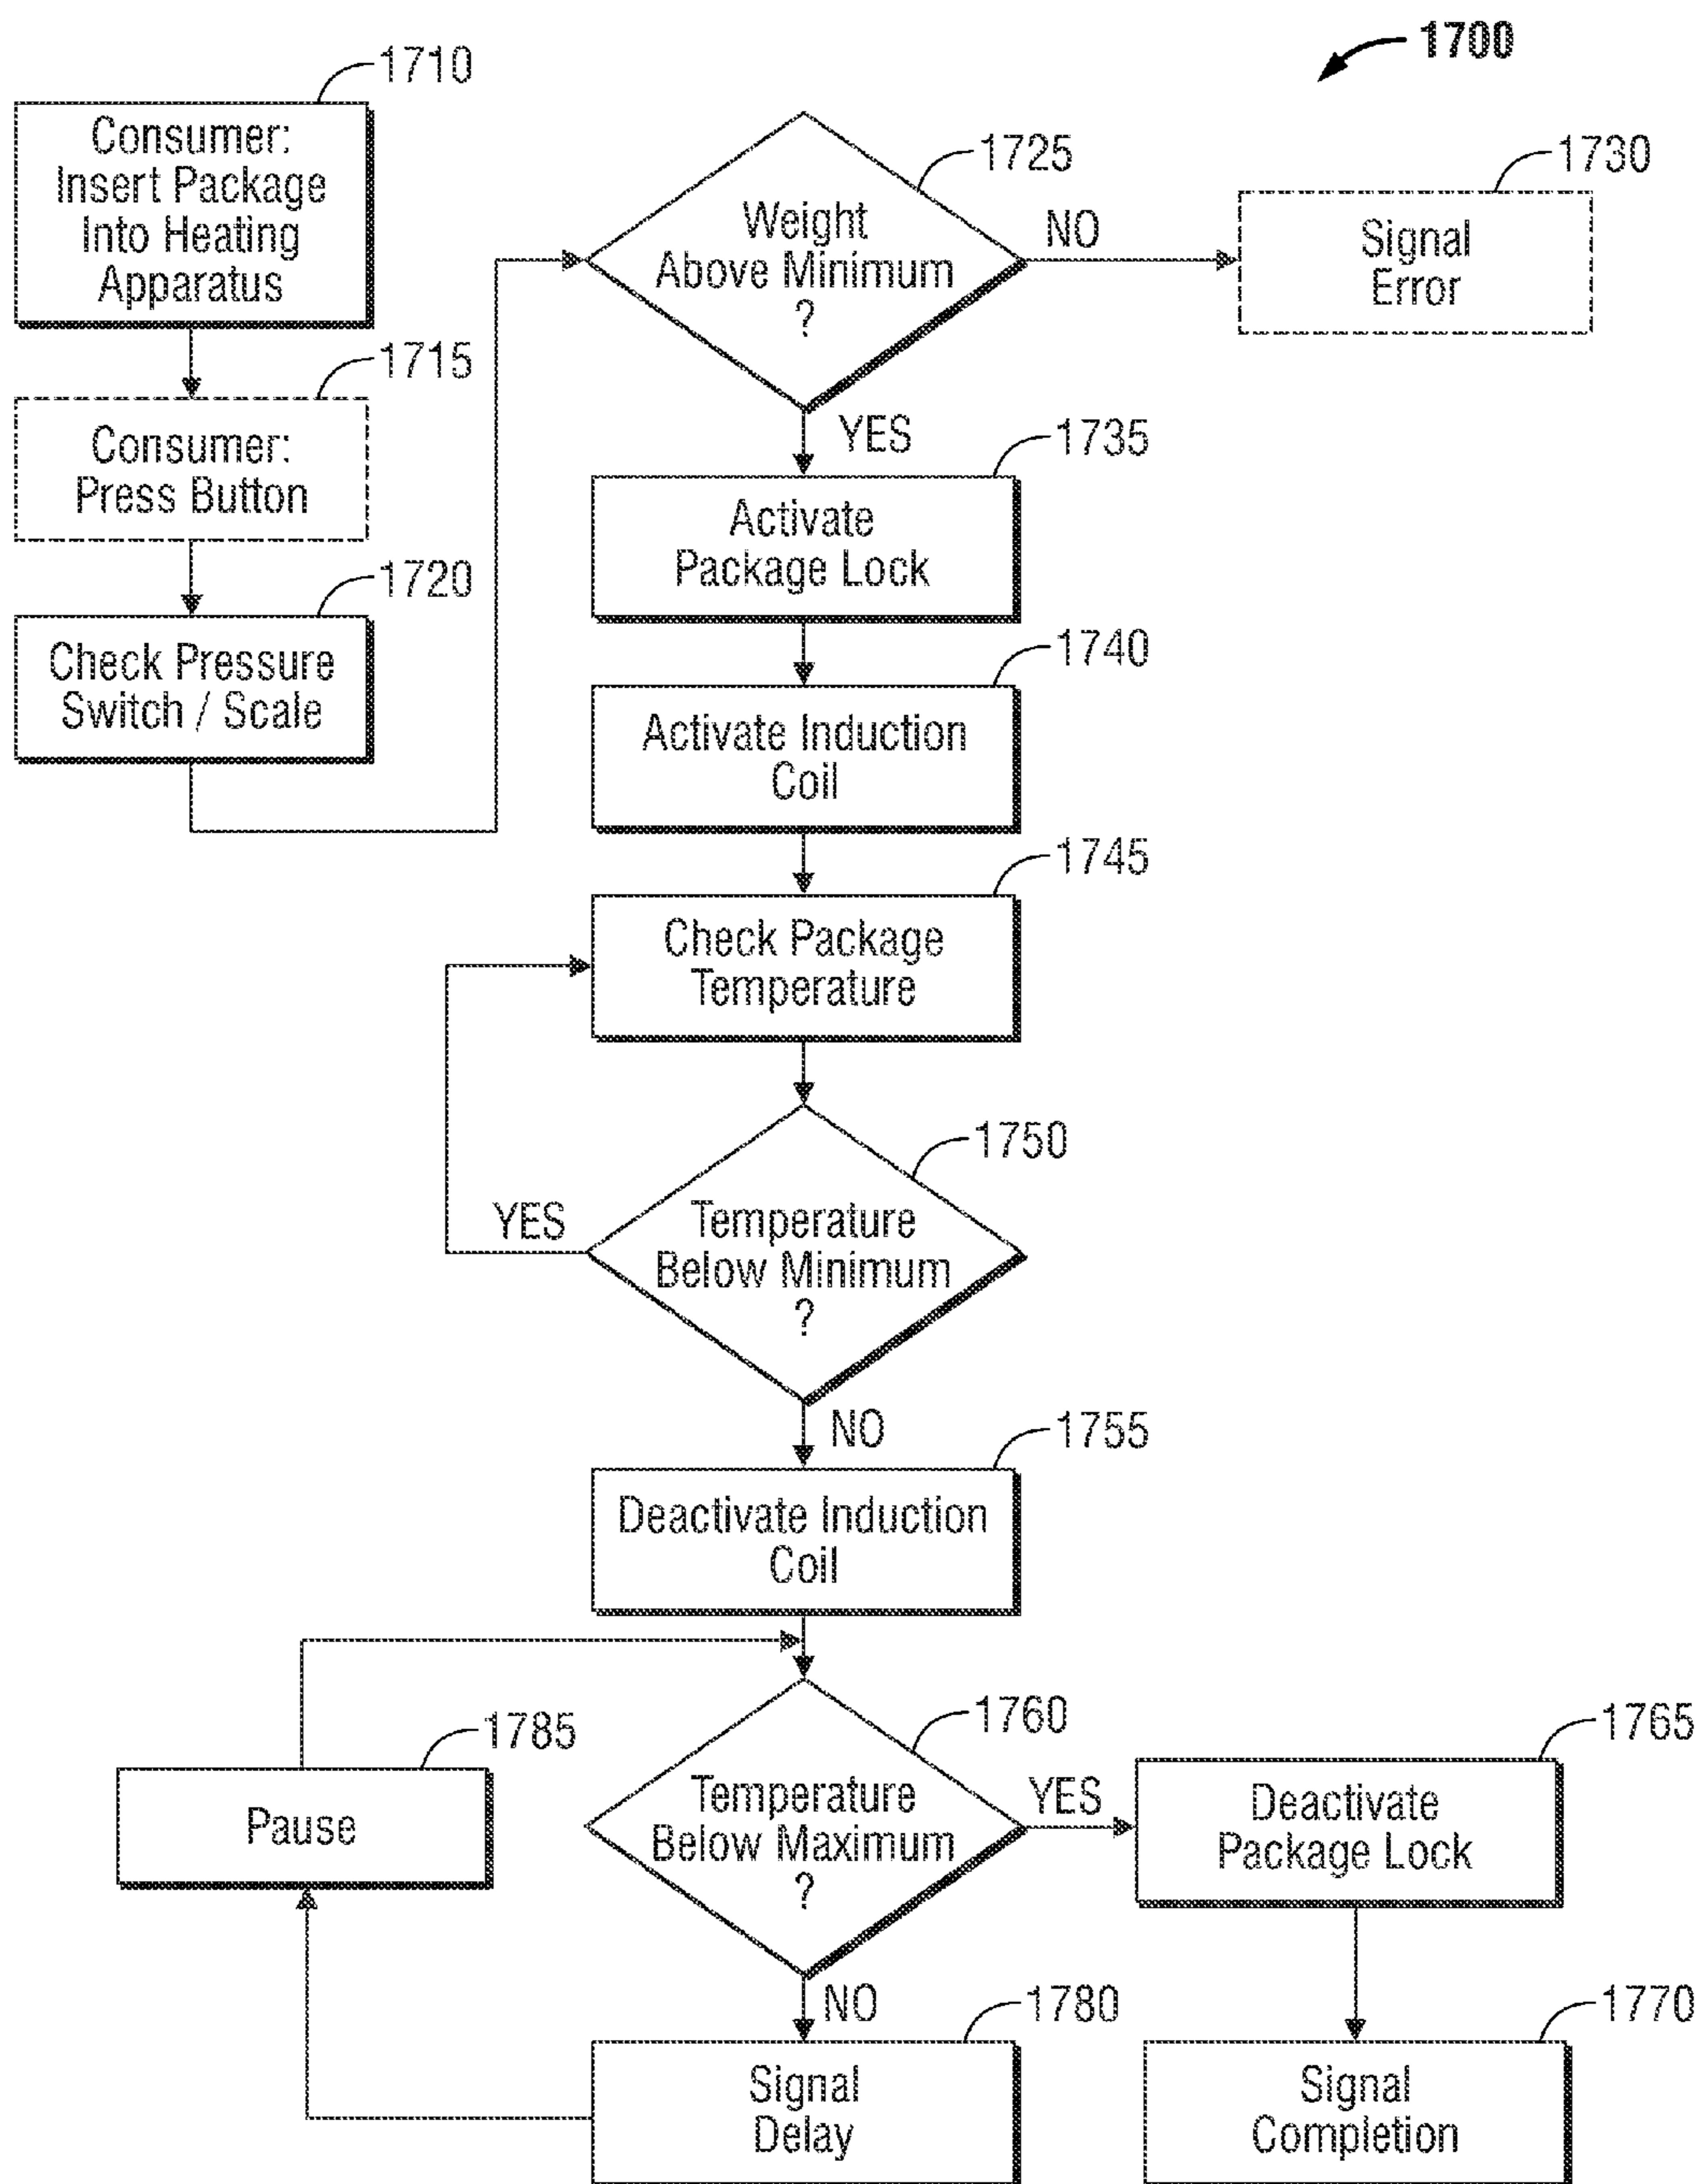 1700
1710
Consumer:
Insert Package
Into Heating
Apparatus
1715
Consumer:
Press Button
1720
Check Pressure
Switch / Scale
1725
Weight
Above Minimum
?
NO
1730
Signal
Error
YES
1735
Activate
Package Lock
1740
Activate Induction
Coil
1745
Check Package
Temperature
1750
Temperature
Below Minimum
?
YES
NO
1755
Deactivate Induction
Coil
1760
Temperature
Below Maximum
?
YES
1765
Deactivate
Package Lock
1770
Signal
Completion
NO
1780
Signal
Delay
1785
Pause